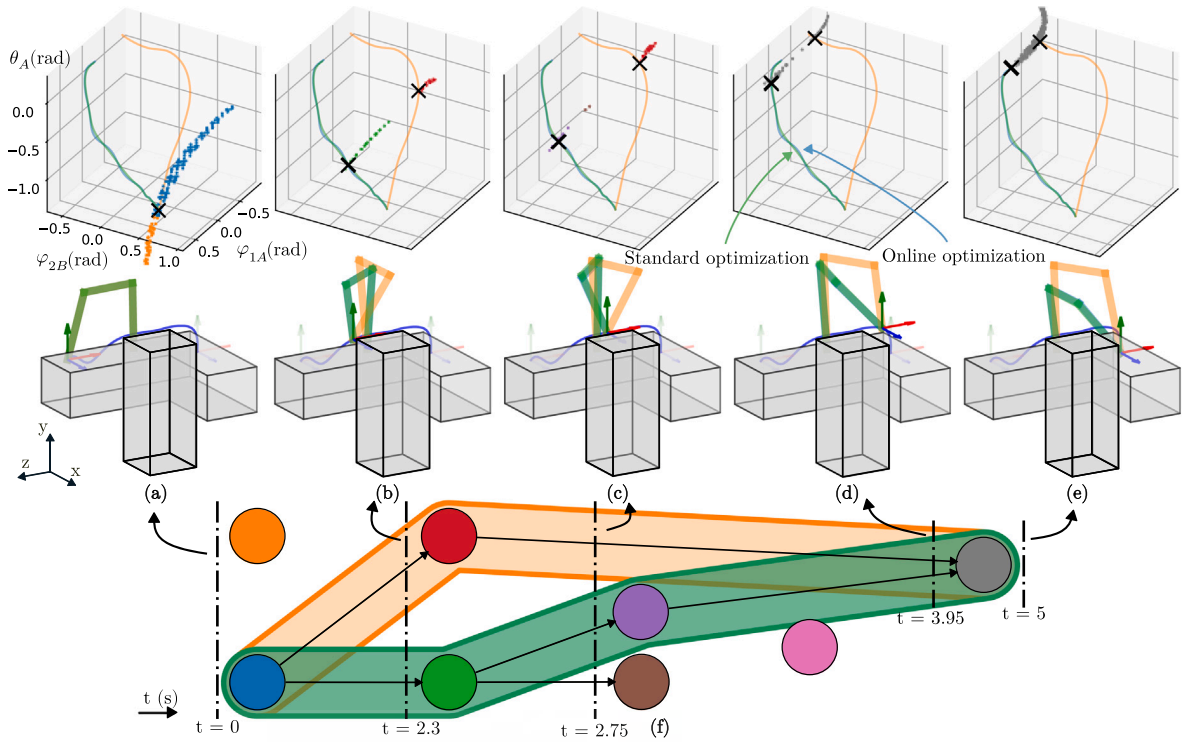 θ_A(rad)
0.0
−0.5
−1.0
−0.5
0.0
0.5
1.0
φ_2B(rad)
−0.5
0.0
0.5
φ_1A(rad)
Standard optimization
Online optimization
y
z
x
(a)
(b)
(c)
(d)
(e)
t = 3.95
t = 5
t (s)
t = 0
t = 2.3
t = 2.75
(f)